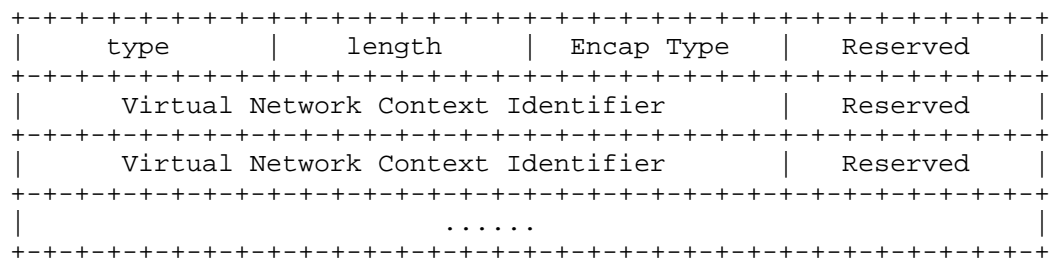 +-+-+-+-+-+-+-+-+-+-+-+-+-+-+-+-+-+-+-+-+-+-+-+-+-+-+-+-+-+-+-+-+
|     type      |    length     |  Encap Type   |   Reserved    |
+-+-+-+-+-+-+-+-+-+-+-+-+-+-+-+-+-+-+-+-+-+-+-+-+-+-+-+-+-+-+-+-+
|      Virtual Network Context Identifier       |   Reserved    |
+-+-+-+-+-+-+-+-+-+-+-+-+-+-+-+-+-+-+-+-+-+-+-+-+-+-+-+-+-+-+-+-+
|      Virtual Network Context Identifier       |   Reserved    |
+-+-+-+-+-+-+-+-+-+-+-+-+-+-+-+-+-+-+-+-+-+-+-+-+-+-+-+-+-+-+-+-+
|                          ......                               |
+-+-+-+-+-+-+-+-+-+-+-+-+-+-+-+-+-+-+-+-+-+-+-+-+-+-+-+-+-+-+-+-+